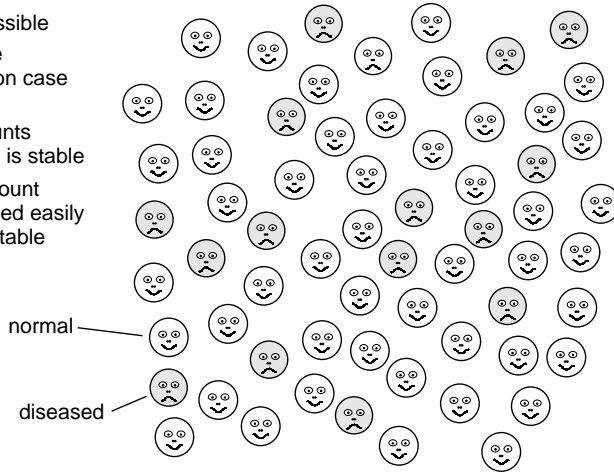 ssible
e
on case
unts
is stable
ount
ed easily
table
normal
diseased